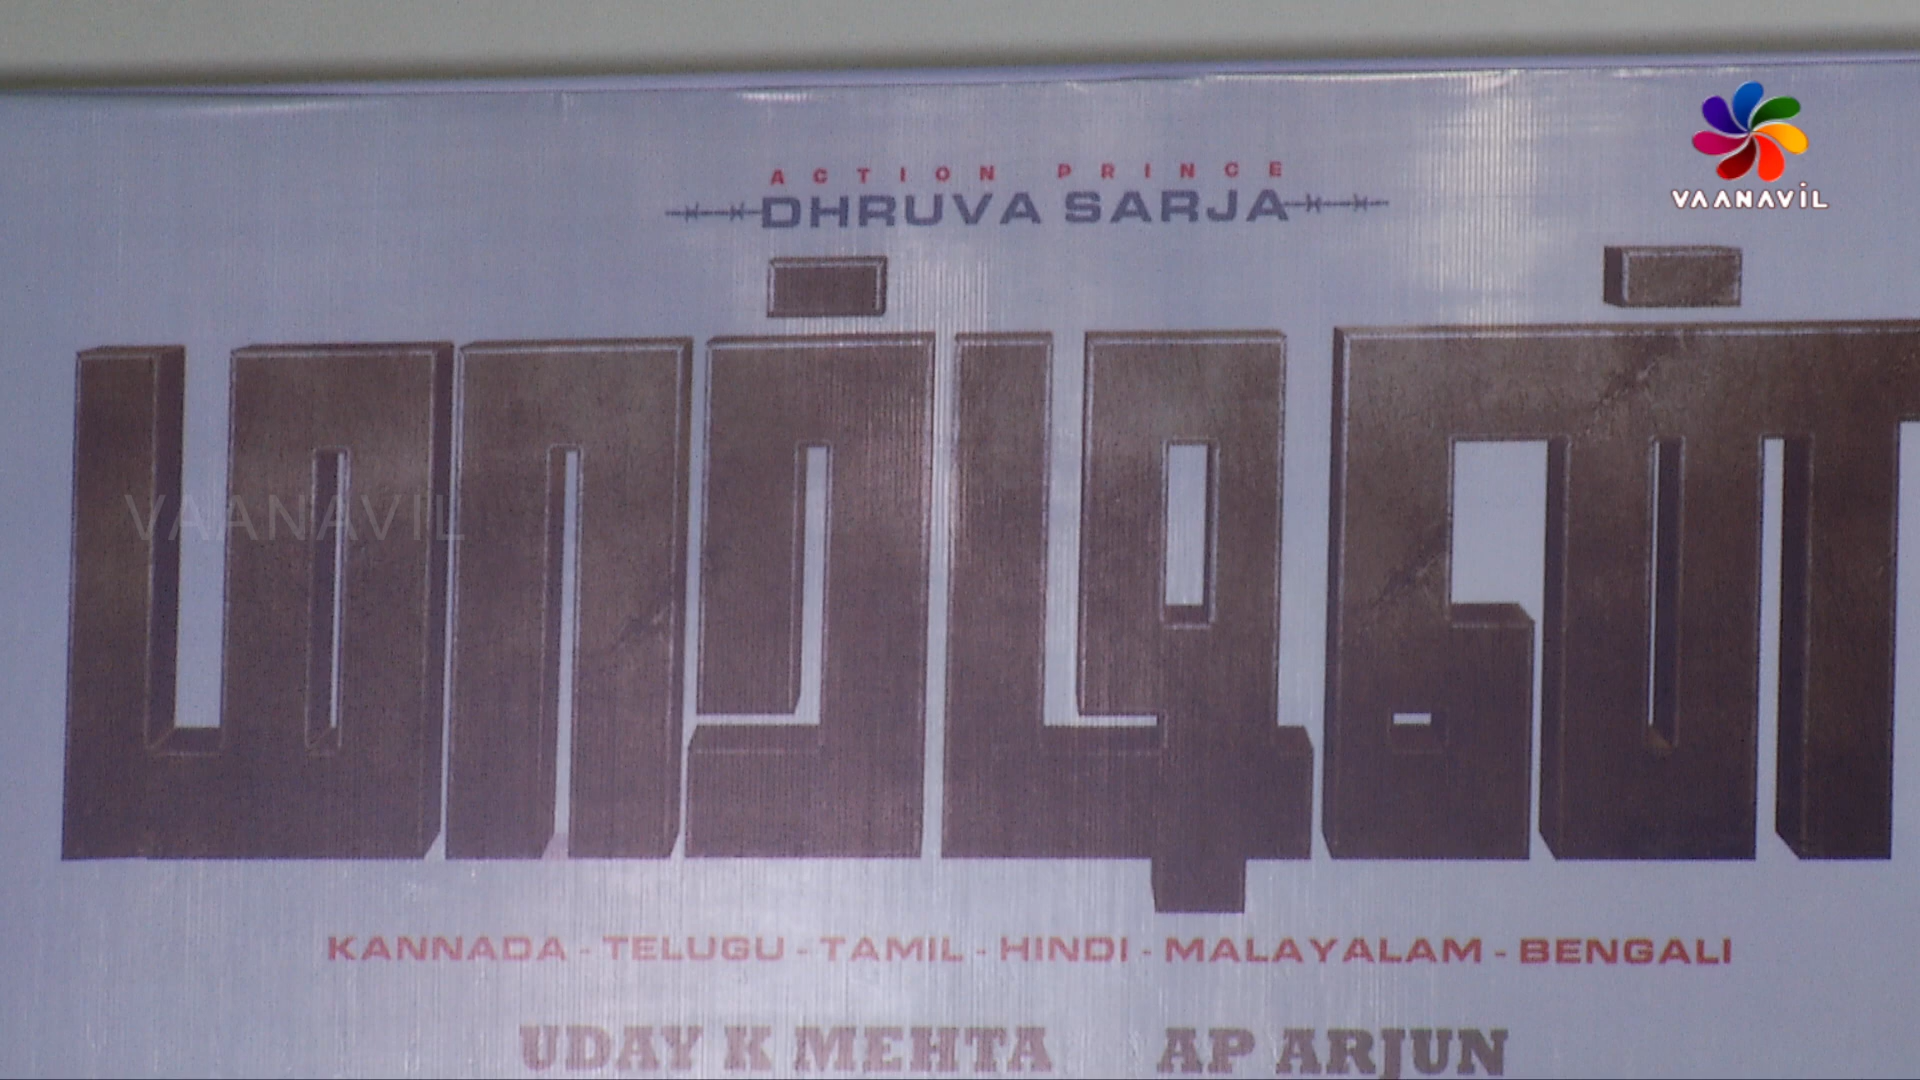 ACTION PRINCE
DHRUVA SARJA
VAANAVIL
மார்டின்
VAANAVIL
KANNADA - TELUGU - TAMIL - HINDI - MALAYALAM - BENGALI
UDAY K MEHTA AP ARJUN